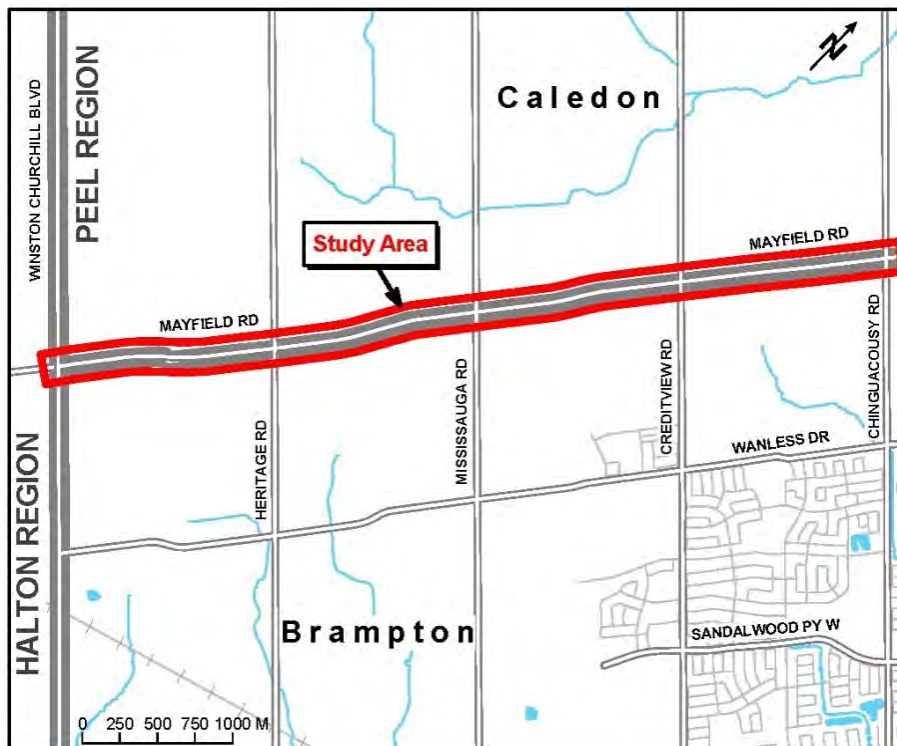 N
WINSTON CHURCHILL BLVD
PEEL REGION
Caledon
Study Area
MAYFIELD RD
MAYFIELD RD
HALTON REGION
HERITAGE RD
MISSISSAUGA RD
CREDITVIEW RD
CHINGUACOUSY RD
WANLESS DR
Brampton
SANDALWOOD PY W
0 250 500 750 1000 M